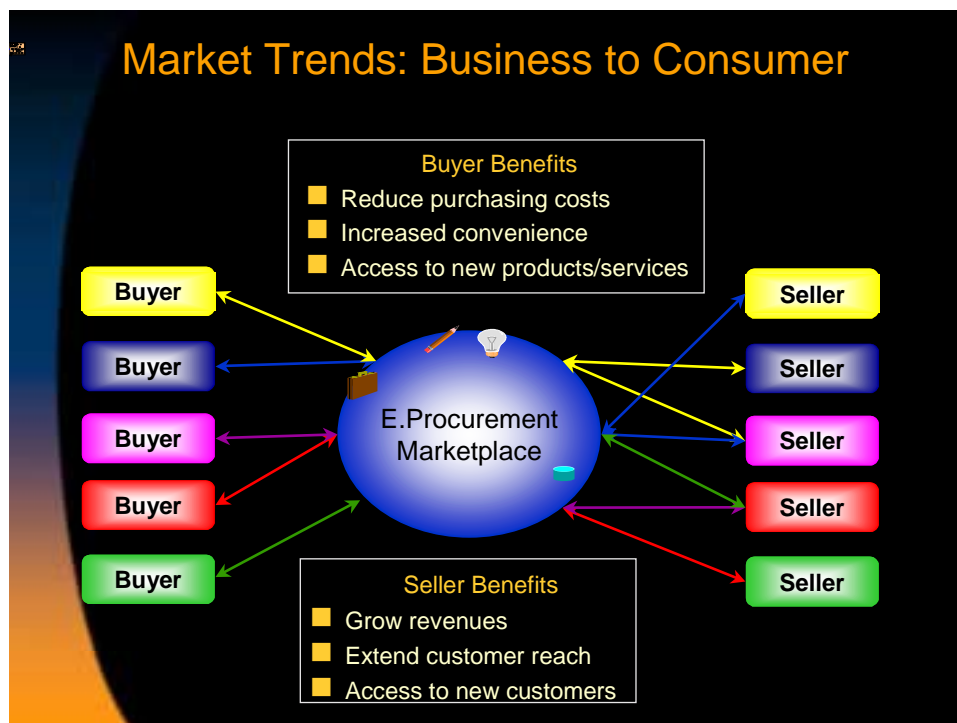 Market Trends: Business to Consumer
Buyer Benefits
Reduce purchasing costs
Increased convenience
Access to new products/services
Buyer
Buyer
Buyer
Buyer
Buyer
E.Procurement
Marketplace
Seller
Seller
Seller
Seller
Seller
Seller Benefits
Grow revenues
Extend customer reach
Access to new customers